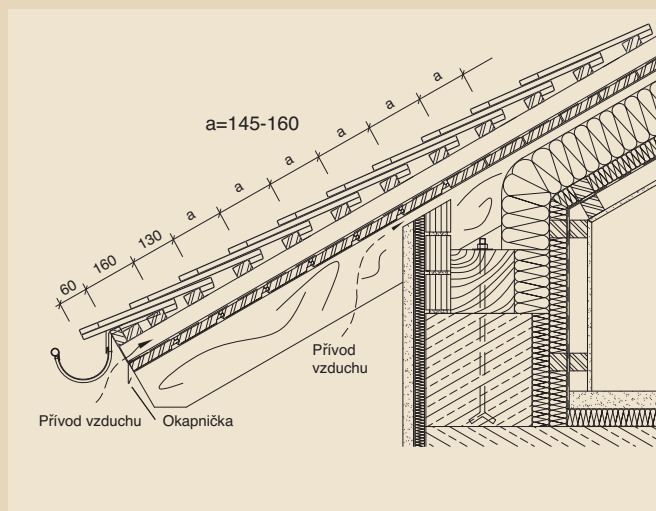 a=145-160
60
160
130
a
a
a
a
a
a
Přívod
vzduchu
Přívod vzduchu
Okapnička